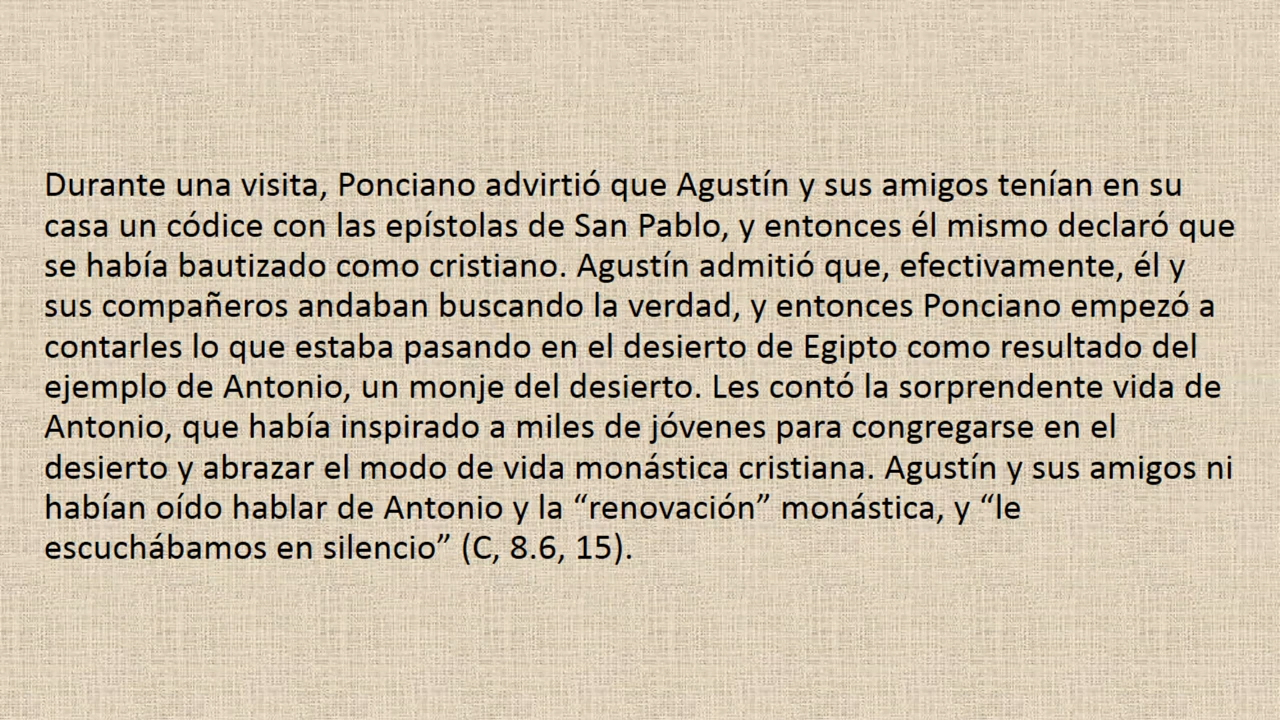 Durante una visita, Ponciano advirtió que Agustín y sus amigos tenían en su
casa un códice con las epístolas de San Pablo, y entonces él mismo declaró que
se había bautizado como cristiano. Agustín admitió que, efectivamente, él y
sus compañeros andaban buscando la verdad, y entonces Ponciano empezó a
contarles lo que estaba pasando en el desierto de Egipto como resultado del
ejemplo de Antonio, un monje del desierto. Les contó la sorprendente vida de
Antonio, que había inspirado a miles de jóvenes para congregarse en el
desierto y abrazar el modo de vida monástica cristiana. Agustín y sus amigos ni
habían oído hablar de Antonio y la “renovación” monástica, y “le
escuchábamos en silencio” (C, 8.6, 15).